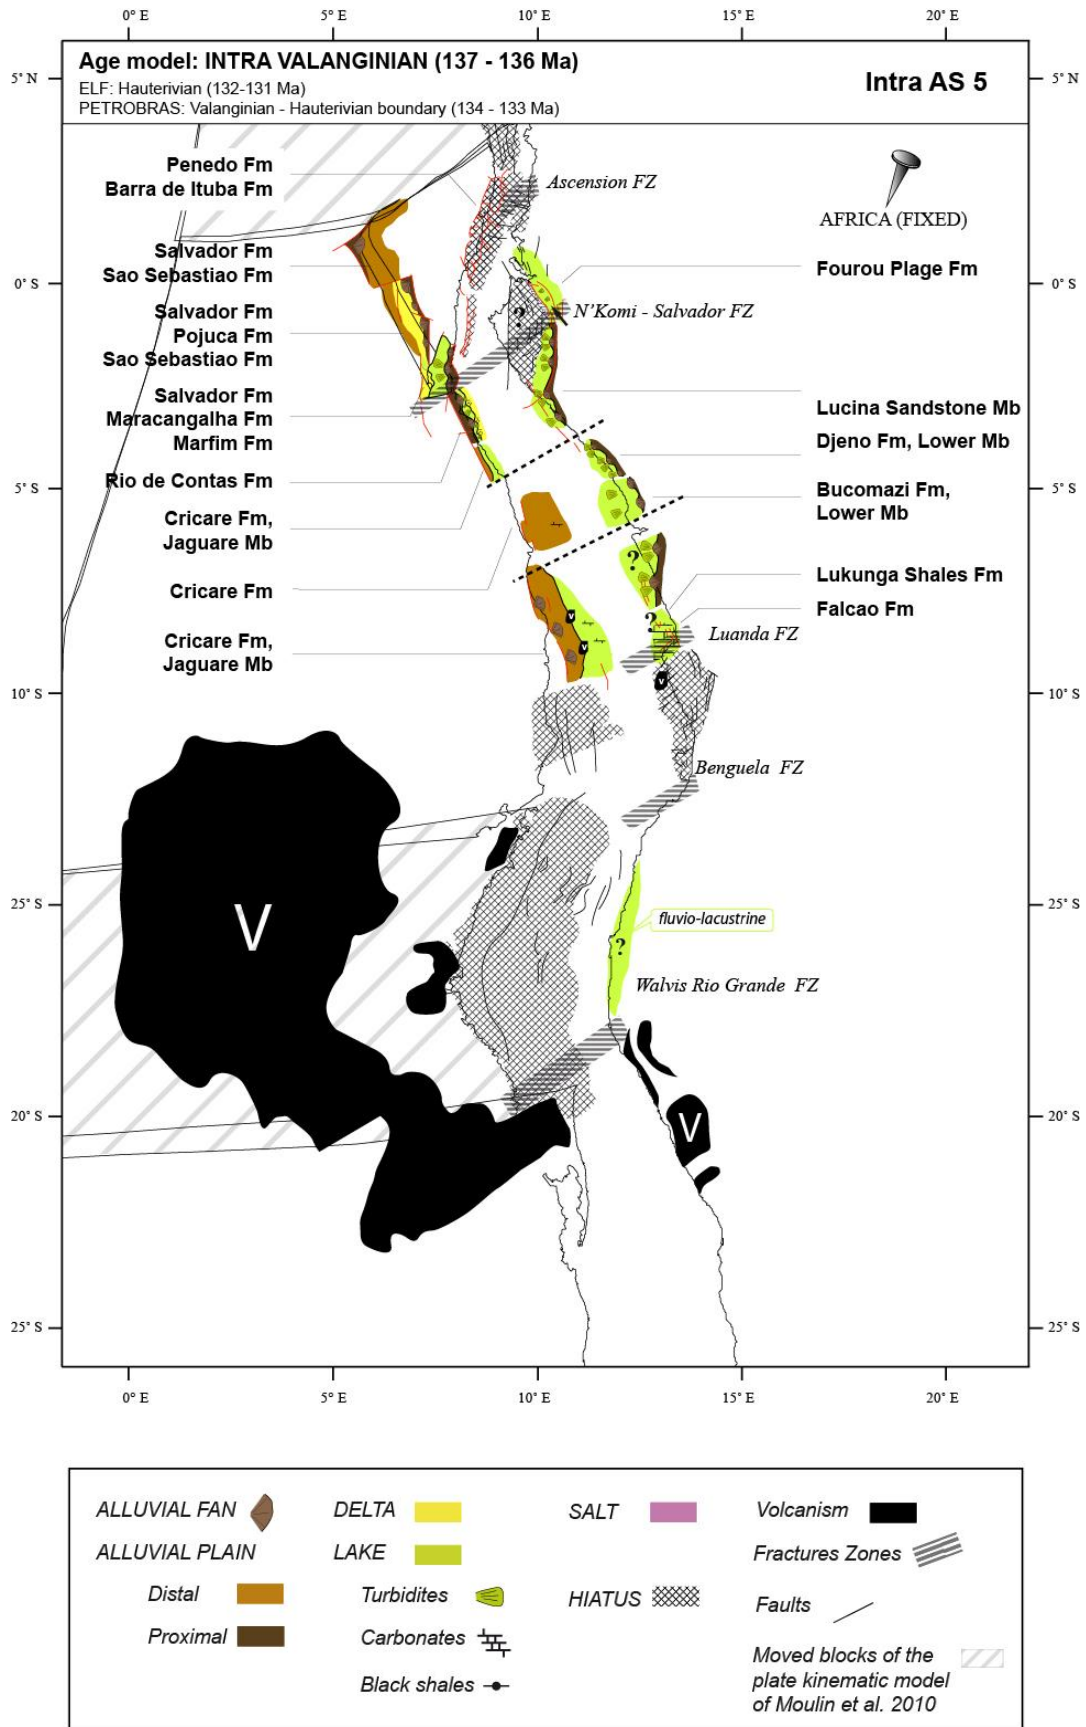 0° E 5° E 10° E 15° E 20° E
Age model: INTRA VALANGINIAN (137 - 136 Ma)
ELF: Hauterivian (132-131 Ma)
PETROBRAS: Valanginian - Hauterivian boundary (134 - 133 Ma)
Intra AS 5
5° N 5° N
Penedo Fm
Barra de Ituba Fm
Ascension FZ
AFRICA (FIXED)
Salvador Fm
Sao Sebastiao Fm
Fourou Plage Fm
0° S 0° S
Salvador Fm
Pojuca Fm
Sao Sebastiao Fm
?
N'Komi - Salvador FZ
Salvador Fm
Maracangalha Fm
Marfim Fm
Lucina Sandstone Mb
Djeno Fm, Lower Mb
Rio de Contas Fm
5° S 5° S
Bucomazi Fm,
Lower Mb
Cricare Fm,
Jaguare Mb
?
Lukunga Shales Fm
Cricare Fm
Falcao Fm
V
?
Luanda FZ
Cricare Fm,
Jaguare Mb
V
V
10° S 10° S
Benguela FZ
25° S 25° S
V
fluvio-lacustrine
?
Walvis Rio Grande FZ
20° S 20° S
V
25° S 25° S
0° E 5° E 10° E 15° E 20° E
ALLUVIAL FAN DELTA SALT Volcanism
ALLUVIAL PLAIN LAKE Fractures Zones
Distal Turbidites HIATUS Faults
Proximal Carbonates
Black shales
Moved blocks of the
plate kinematic model
of Moulin et al. 2010